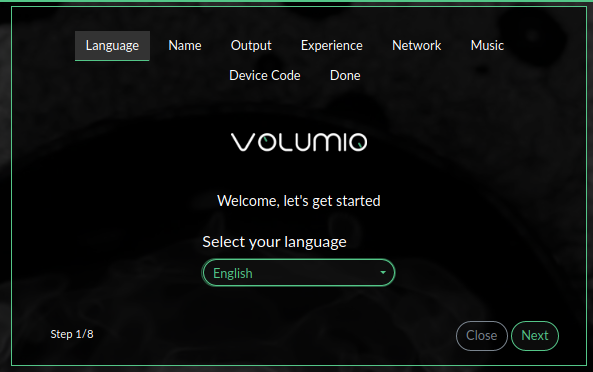 Language Name Output Experience Network Music
Device Code Done
VOLUMIO
Welcome, let's get started
Select your language
English
Step 1/8
Close Next